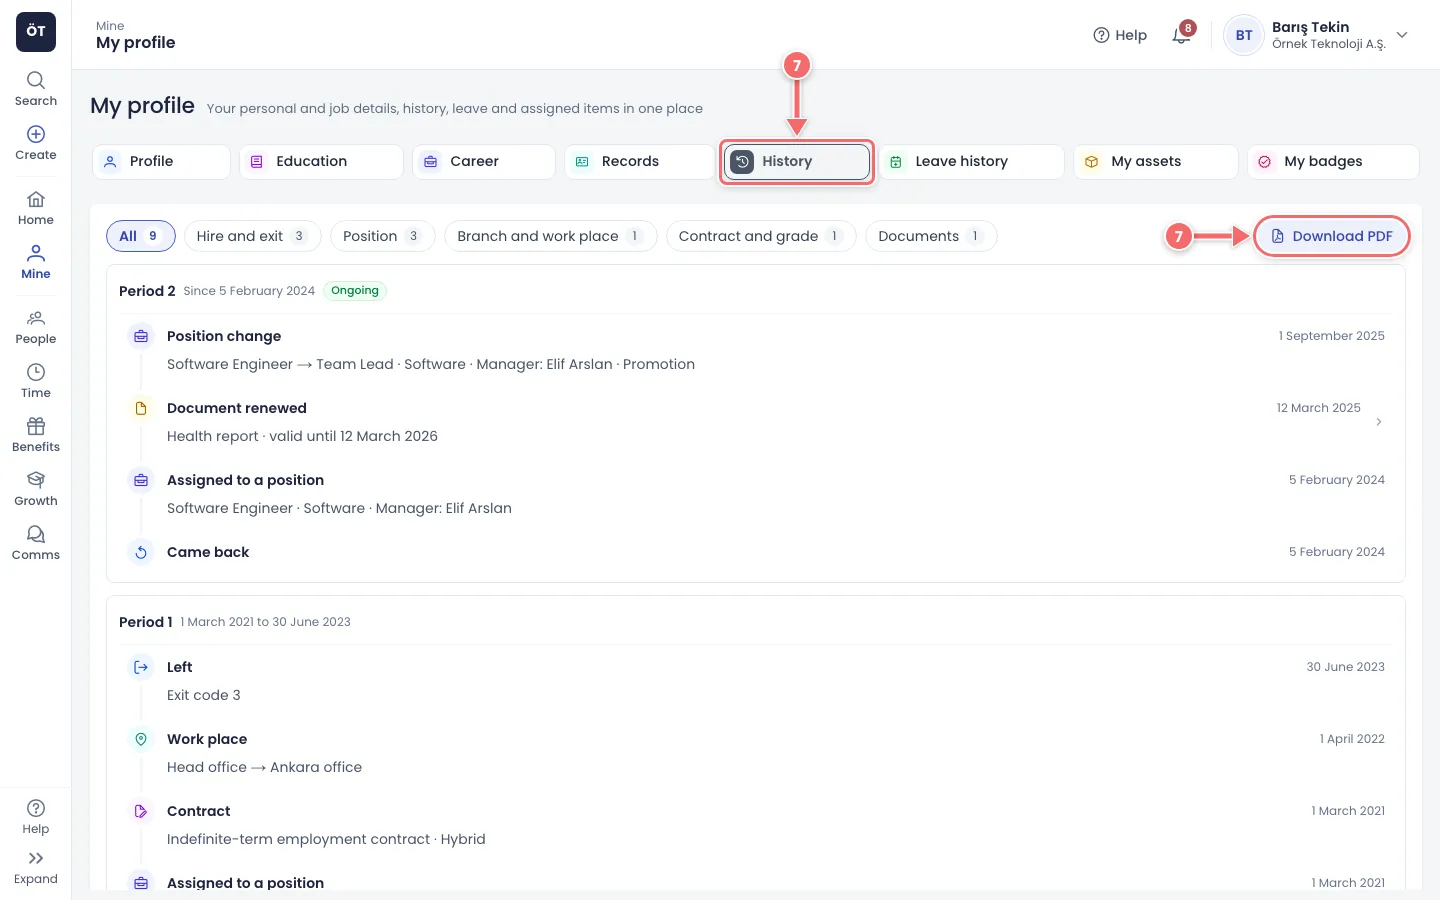 ÖT
Mine
My profile
Help
8
BT
Barış Tekin
Örnek Teknoloji A.Ş.
Search
Create
Home
Mine
People
Time
Benefits
Growth
Comms
Help
Expand
7
My profile
Your personal and job details, history, leave and assigned items in one place
Profile
Education
Career
Records
History
Leave history
My assets
My badges
All 9
Hire and exit 3
Position 3
Branch and work place 1
Contract and grade 1
Documents 1
7
Download PDF
Period 2 Since 5 February 2024 Ongoing
Position change 1 September 2025
Software Engineer → Team Lead · Software · Manager: Elif Arslan · Promotion
Document renewed 12 March 2025
Health report · valid until 12 March 2026
Assigned to a position 5 February 2024
Software Engineer · Software · Manager: Elif Arslan
Came back 5 February 2024
Period 1 1 March 2021 to 30 June 2023
Left 30 June 2023
Exit code 3
Work place 1 April 2022
Head office → Ankara office
Contract 1 March 2021
Indefinite-term employment contract · Hybrid
Assigned to a position 1 March 2021